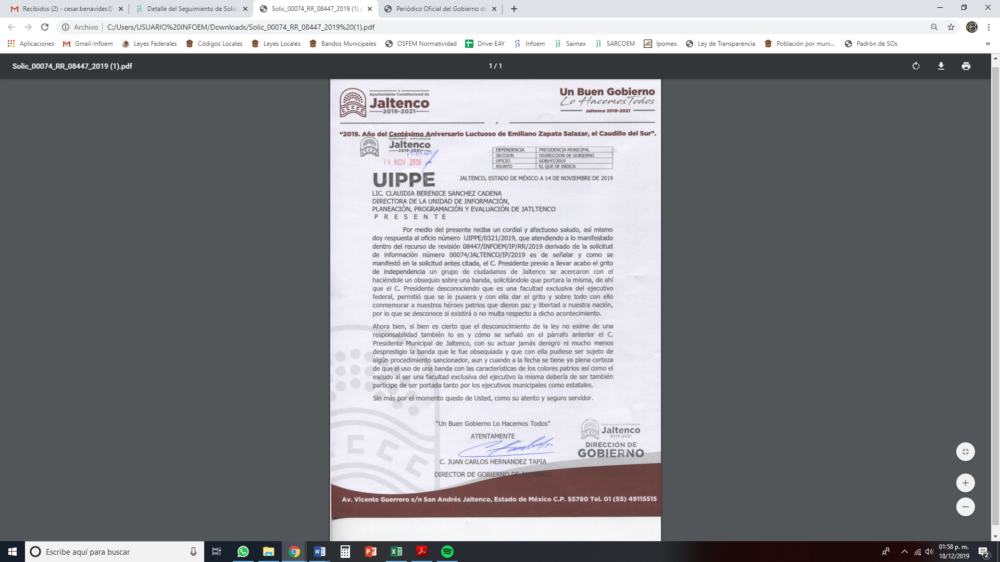 Recibidos (2) - cesar.benavides@
Detalle del Seguimiento de Solici
Solic_00074_RR_08447_2019 (1).p
Periódico Oficial del Gobierno de
Archivo C:/Users/USUARIO%20INFOEM/Downloads/Solic_00074_RR_08447_2019%20(1).pdf
Aplicaciones Gmail-Infoem Leyes Federales Códigos Locales Leyes Locales Bandos Municipales OSFEM Normatividad Drive-EAY Infoem Saimex SARCOEM Ipomex Ley de Transparencia Población por muni... Padrón de SOs »
Solic_00074_RR_08447_2019 (1).pdf 1 / 1
Ayuntamiento Constitucional de
Jaltenco
2019-2021
Un Buen Gobierno
Lo Hacemos Todos
Jaltenco 2019-2021
"2019. Año del Centésimo Aniversario Luctuoso de Emiliano Zapata Salazar, el Caudillo del Sur".
Jaltenco
2019-2021
17:09 hrs
14 NOV 2019
UIPPE
DEPENDENCIA PRESIDENCIA MUNICIPAL
SECCION DIURECCION DE GOBIERNO
OFICIO GOB/47/2019
ASUNTO EL QUE SE INDICA
JALTENCO, ESTADO DE MÉXICO A 14 DE NOVIEMBRE DE 2019
LIC. CLAUIDIA BERENICE SANCHEZ CADENA
DIRECTORA DE LA UNIDAD DE INFORMACIÓN,
PLANEACIÓN, PROGRAMACIÓN Y EVALUACIÓN DE JATLTENCO
P R E S E N T E
Por medio del presente reciba un cordial y afectuoso saludo, así mismo
doy respuesta al oficio número UIPPE/0321/2019, que atendiendo a lo manifestado
dentro del recurso de revisión 08447/INFOEM/IP/RR/2019 derivado de la solicitud
de información número 00074/JALTENCO/IP/2019 es de señalar y como se
manifestó en la solicitud antes citada, el C. Presidente previo a llevar acabo el grito
de independencia un grupo de ciudadanos de Jaltenco se acercaron con el
haciéndole un obsequio sobre una banda, solicitándole que portara la misma, de ahí
que el C. Presidente desconociendo que es una facultad exclusiva del ejecutivo
federal, permitió que se le pusiera y con ella dar el grito y sobre todo con ello
conmemorar a nuestros héroes patrios que dieron paz y libertad a nuestra nación,
por lo que se desconoce si existirá o no multa respecto a dicho acontecimiento.
Ahora bien, si bien es cierto que el desconocimiento de la ley no exime de una
responsabilidad también lo es y cómo se señaló en el párrafo anterior el C.
Presidente Municipal de Jaltenco, con su actuar jamás denigro ni mucho menos
desprestigio la banda que le fue obsequiada y que con ella pudiese ser sujeto de
algún procedimiento sancionador, aun y cuando a la fecha se tiene ya plena certeza
de que el uso de una banda con las características de los colores patrios así como el
escudo al ser una facultad exclusiva del ejecutivo la misma debería de ser también
participe de ser portada tanto por los ejecutivos municipales como estatales.
Sin más por el momento quedo de Usted, como su atento y seguro servidor.
"Un Buen Gobierno Lo Hacemos Todos"
ATENTAMENTE
C. JUAN CARLOS HERNANDEZ TAPIA
DIRECTOR DE GOBIERNO DE JALTENCO
Jaltenco
2019-2021
DIRECCIÓN DE
GOBIERNO
Av. Vicente Guerrero s/n San Andrés Jaltenco, Estado de México C.P. 55780 Tel. 01 (55) 49115515
Escribe aquí para buscar
01:58 p. m.
18/12/2019
2